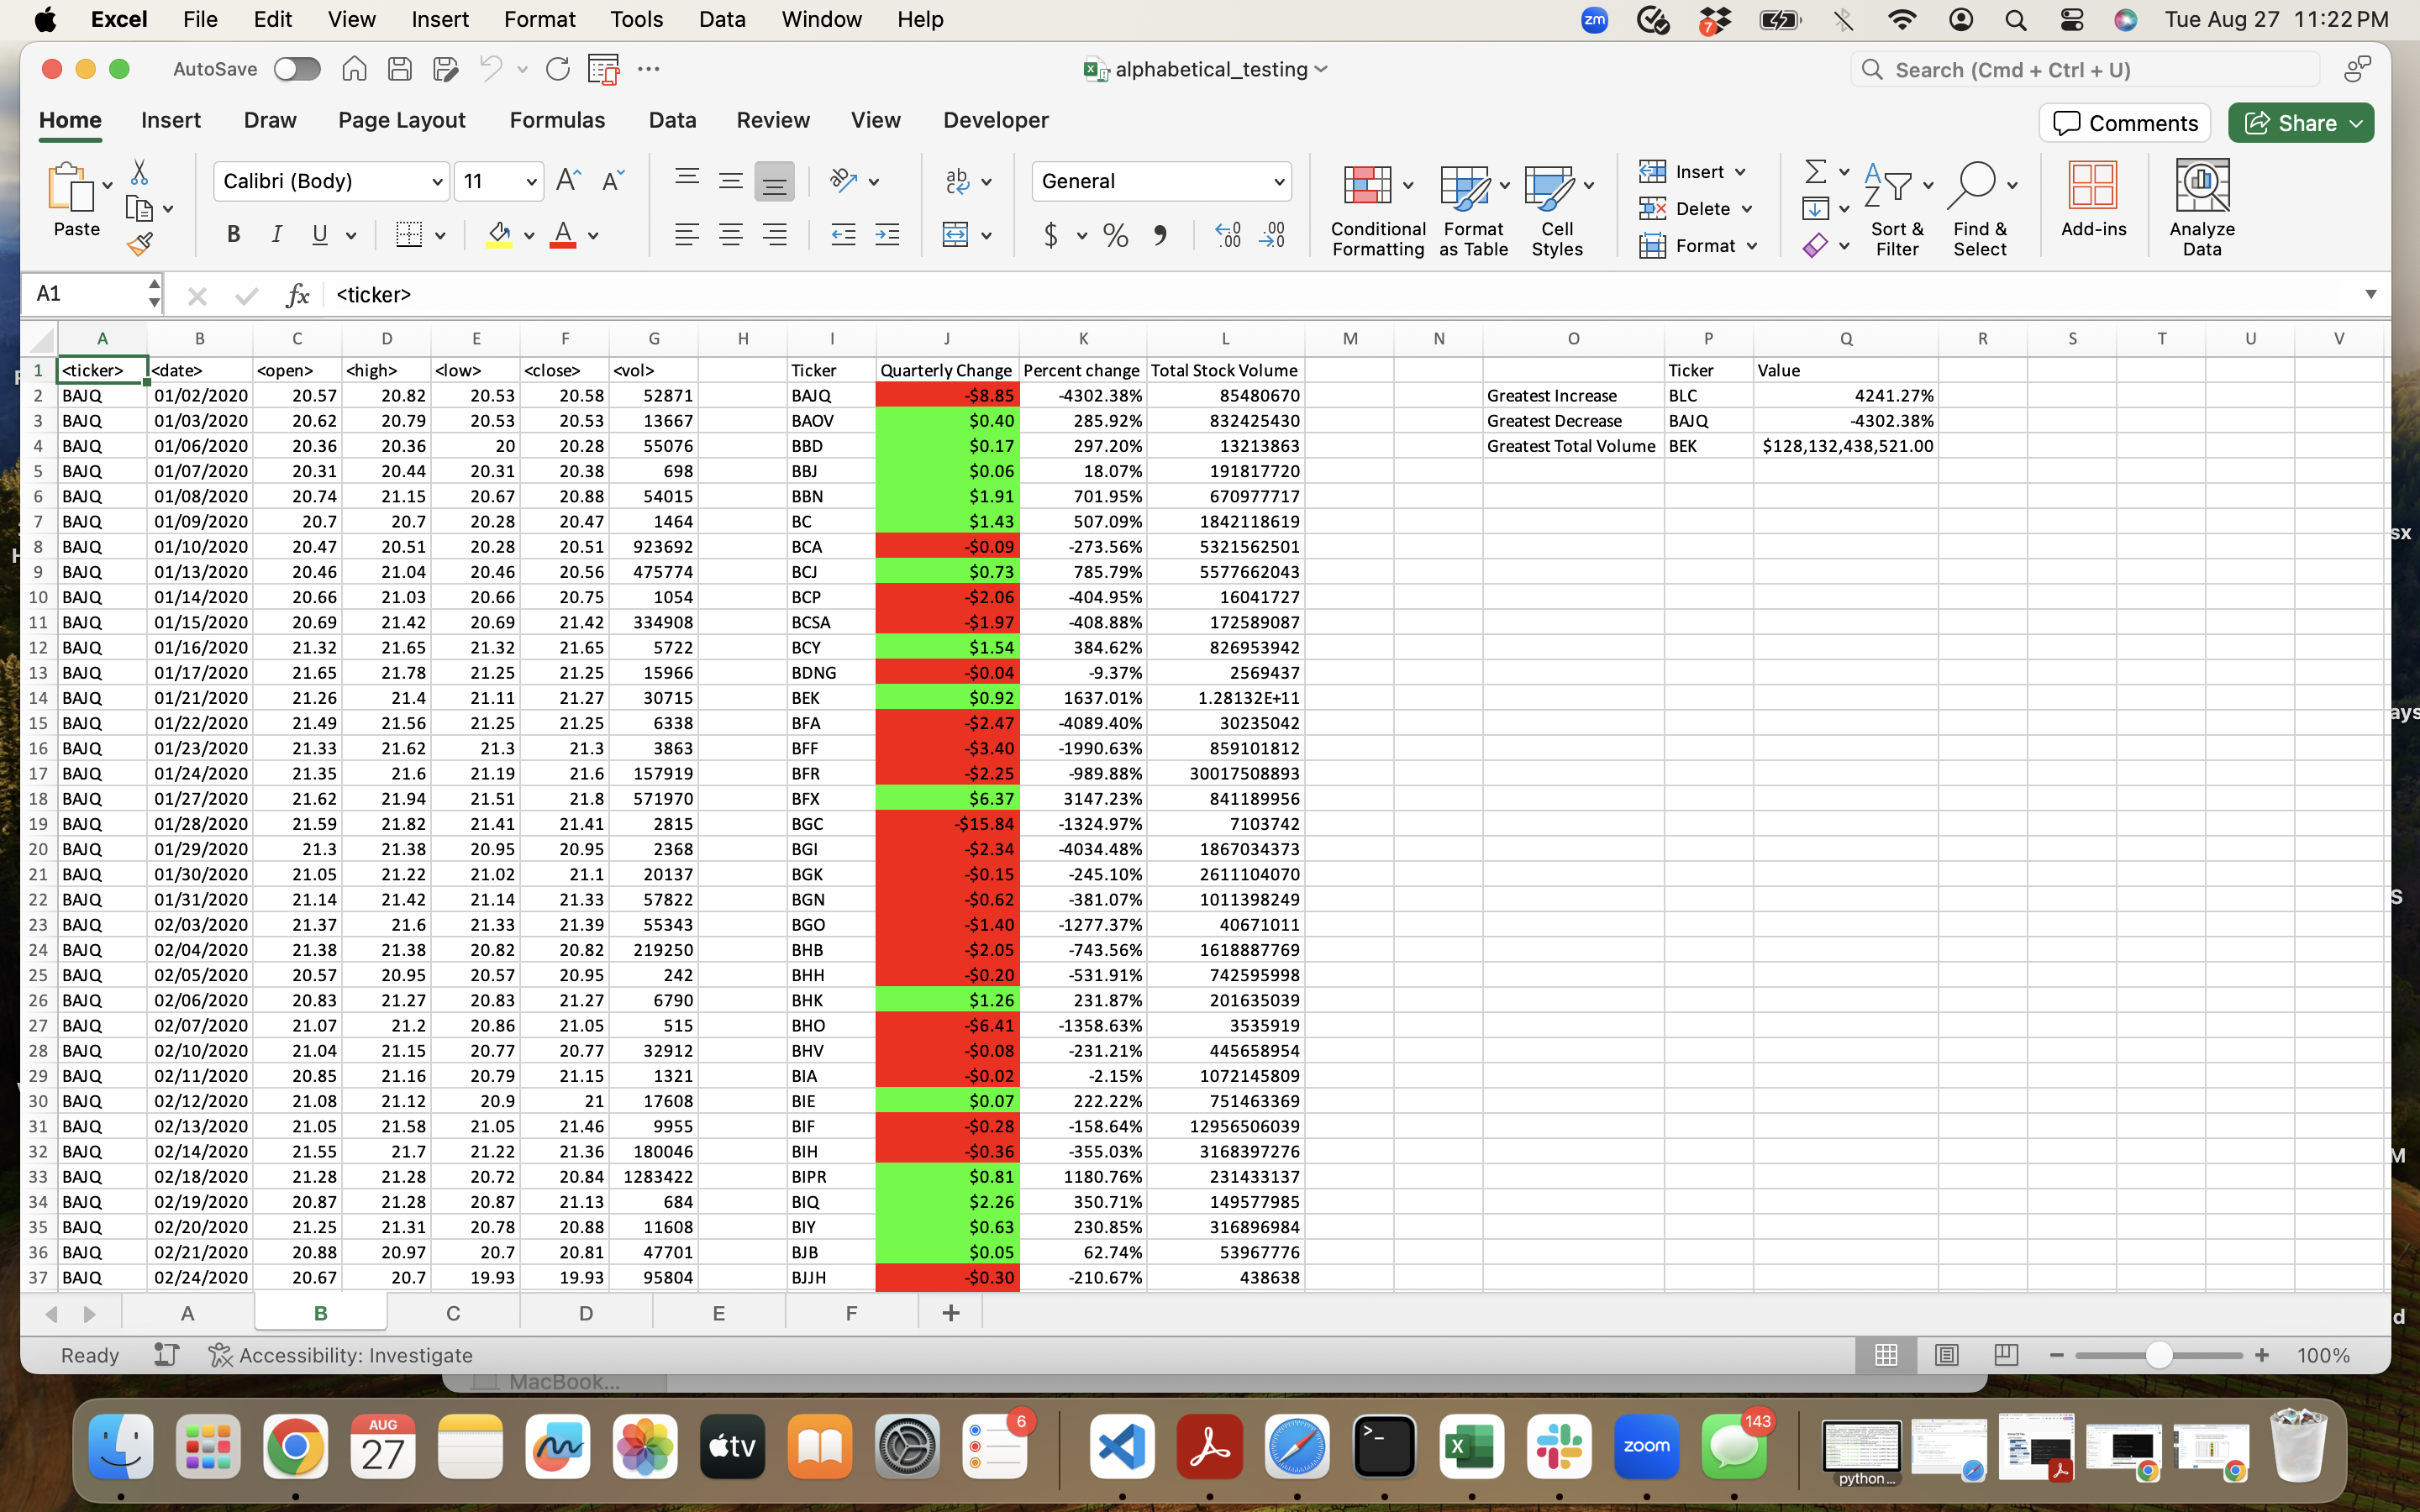 Excel File Edit View Insert Format Tools Data Window Help zm 7 Tue Aug 27 11:22 PM
AutoSave alphabetical_testing Search (Cmd + Ctrl + U)
Home Insert Draw Page Layout Formulas Data Review View Developer Comments Share
Paste Calibri (Body) 11 General Conditional Formatting Format as Table Cell Styles Insert Delete Format Sort & Filter Find & Select Add-ins Analyze Data
A1 fx <ticker>
A B C D E F G H I J K L M N O P Q R S T U V
1 <ticker> <date> <open> <high> <low> <close> <vol> Ticker Quarterly Change Percent change Total Stock Volume Ticker Value
2 BAJQ 01/02/2020 20.57 20.82 20.53 20.58 52871 BAJQ -$8.85 -4302.38% 85480670 Greatest Increase BLC 4241.27%
3 BAJQ 01/03/2020 20.62 20.79 20.53 20.53 13667 BAOV $0.40 285.92% 832425430 Greatest Decrease BAJQ -4302.38%
4 BAJQ 01/06/2020 20.36 20.36 20 20.28 55076 BBD $0.17 297.20% 13213863 Greatest Total Volume BEK $128,132,438,521.00
5 BAJQ 01/07/2020 20.31 20.44 20.31 20.38 698 BBJ $0.06 18.07% 191817720
6 BAJQ 01/08/2020 20.74 21.15 20.67 20.88 54015 BBN $1.91 701.95% 670977717
7 BAJQ 01/09/2020 20.7 20.7 20.28 20.47 1464 BC $1.43 507.09% 1842118619
8 BAJQ 01/10/2020 20.47 20.51 20.28 20.51 923692 BCA -$0.09 -273.56% 5321562501
9 BAJQ 01/13/2020 20.46 21.04 20.46 20.56 475774 BCJ $0.73 785.79% 5577662043
10 BAJQ 01/14/2020 20.66 21.03 20.66 20.75 1054 BCP -$2.06 -404.95% 16041727
11 BAJQ 01/15/2020 20.69 21.42 20.69 21.42 334908 BCSA -$1.97 -408.88% 172589087
12 BAJQ 01/16/2020 21.32 21.65 21.32 21.65 5722 BCY $1.54 384.62% 826953942
13 BAJQ 01/17/2020 21.65 21.78 21.25 21.25 15966 BDNG -$0.04 -9.37% 2569437
14 BAJQ 01/21/2020 21.26 21.4 21.11 21.27 30715 BEK $0.92 1637.01% 1.28132E+11
15 BAJQ 01/22/2020 21.49 21.56 21.25 21.25 6338 BFA -$2.47 -4089.40% 30235042
16 BAJQ 01/23/2020 21.33 21.62 21.3 21.3 3863 BFF -$3.40 -1990.63% 859101812
17 BAJQ 01/24/2020 21.35 21.6 21.19 21.6 157919 BFR -$2.25 -989.88% 30017508893
18 BAJQ 01/27/2020 21.62 21.94 21.51 21.8 571970 BFX $6.37 3147.23% 841189956
19 BAJQ 01/28/2020 21.59 21.82 21.41 21.41 2815 BGC -$15.84 -1324.97% 7103742
20 BAJQ 01/29/2020 21.3 21.38 20.95 20.95 2368 BGI -$2.34 -4034.48% 1867034373
21 BAJQ 01/30/2020 21.05 21.22 21.02 21.1 20137 BGK -$0.15 -245.10% 2611104070
22 BAJQ 01/31/2020 21.14 21.42 21.14 21.33 57822 BGN -$0.62 -381.07% 1011398249
23 BAJQ 02/03/2020 21.37 21.6 21.33 21.39 55343 BGO -$1.40 -1277.37% 40671011
24 BAJQ 02/04/2020 21.38 21.38 20.82 20.82 219250 BHB -$2.05 -743.56% 1618887769
25 BAJQ 02/05/2020 20.57 20.95 20.57 20.95 242 BHH -$0.20 -531.91% 742595998
26 BAJQ 02/06/2020 20.83 21.27 20.83 21.27 6790 BHK $1.26 231.87% 201635039
27 BAJQ 02/07/2020 21.07 21.2 20.86 21.05 515 BHO -$6.41 -1358.63% 3535919
28 BAJQ 02/10/2020 21.04 21.15 20.77 20.77 32912 BHV -$0.08 -231.21% 445658954
29 BAJQ 02/11/2020 20.85 21.16 20.79 21.15 1321 BIA -$0.02 -2.15% 1072145809
30 BAJQ 02/12/2020 21.08 21.12 20.9 21 17608 BIE $0.07 222.22% 751463369
31 BAJQ 02/13/2020 21.05 21.58 21.05 21.46 9955 BIF -$0.28 -158.64% 12956506039
32 BAJQ 02/14/2020 21.55 21.7 21.22 21.36 180046 BIH -$0.36 -355.03% 3168397276
33 BAJQ 02/18/2020 21.28 21.28 20.72 20.84 1283422 BIPR $0.81 1180.76% 231433137
34 BAJQ 02/19/2020 20.87 21.28 20.87 21.13 684 BIQ $2.26 350.71% 149577985
35 BAJQ 02/20/2020 21.25 21.31 20.78 20.88 11608 BIY $0.63 230.85% 316896984
36 BAJQ 02/21/2020 20.88 20.97 20.7 20.81 47701 BJB $0.05 62.74% 53967776
37 BAJQ 02/24/2020 20.67 20.7 19.93 19.93 95804 BJJH -$0.30 -210.67% 438638
A B C D E F +
Ready Accessibility: Investigate 100%
MacBook...
AUG 27 tv 6 zoom 143 python...